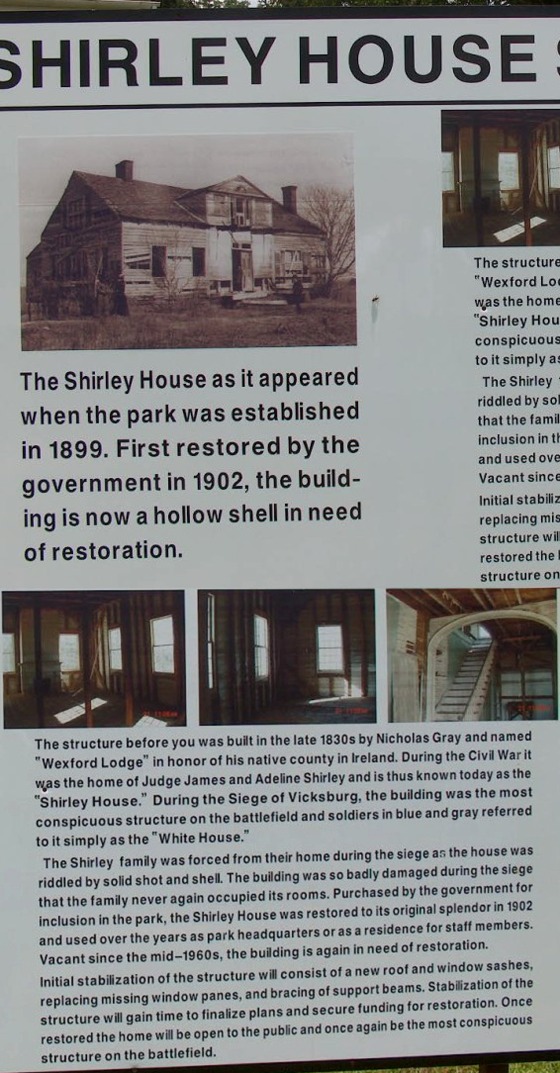 SHIRLEY HOUSE
The Shirley House as it appeared
when the park was established
in 1899. First restored by the
government in 1902, the build-
ing is now a hollow shell in need
of restoration.
The structure
"Wexford Lo
was the home
"Shirley Hou
conspicuous
to it simply as
The Shirley
riddled by sol
that the famil
inclusion in th
and used ove
Vacant since
Initial stabiliz
replacing mis
structure will
restored the
structure on
The structure before you was built in the late 1830s by Nicholas Gray and named
"Wexford Lodge" in honor of his native county in Ireland. During the Civil War it
was the home of Judge James and Adeline Shirley and is thus known today as the
"Shirley House." During the Siege of Vicksburg, the building was the most
conspicuous structure on the battlefield and soldiers in blue and gray referred
to it simply as the "White House."
The Shirley family was forced from their home during the siege as the house was
riddled by solid shot and shell. The building was so badly damaged during the siege
that the family never again occupied its rooms. Purchased by the government for
inclusion in the park, the Shirley House was restored to its original splendor in 1902
and used over the years as park headquarters or as a residence for staff members.
Vacant since the mid-1960s, the building is again in need of restoration.
Initial stabilization of the structure will consist of a new roof and window sashes,
replacing missing window panes, and bracing of support beams. Stabilization of the
structure will gain time to finalize plans and secure funding for restoration. Once
restored the home will be open to the public and once again be the most conspicuous
structure on the battlefield.